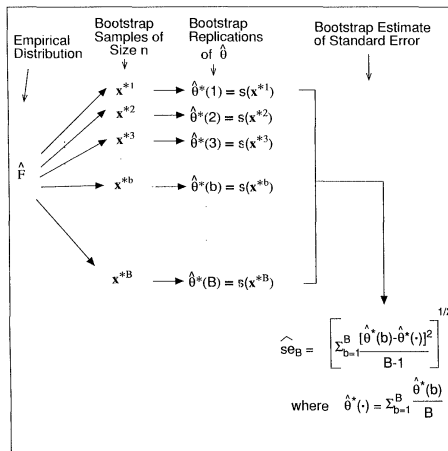 Empirical
Distribution
Bootstrap
Samples of
Size n
Bootstrap
Replications
of θ̂
Bootstrap Estimate
of Standard Error
F̂
x*1 θ̂*(1) = s(x*1)
x*2 θ̂*(2) = s(x*2)
x*3 θ̂*(3) = s(x*3)
x*b θ̂*(b) = s(x*b)
x*B θ̂*(B) = s(x*B)
ŝe_B = [Σ_{b=1}^{B} [θ̂*(b)-θ̂*(·)]² / B-1]^{1/2}
where θ̂*(·) = Σ_{b=1}^{B} θ̂*(b) / B